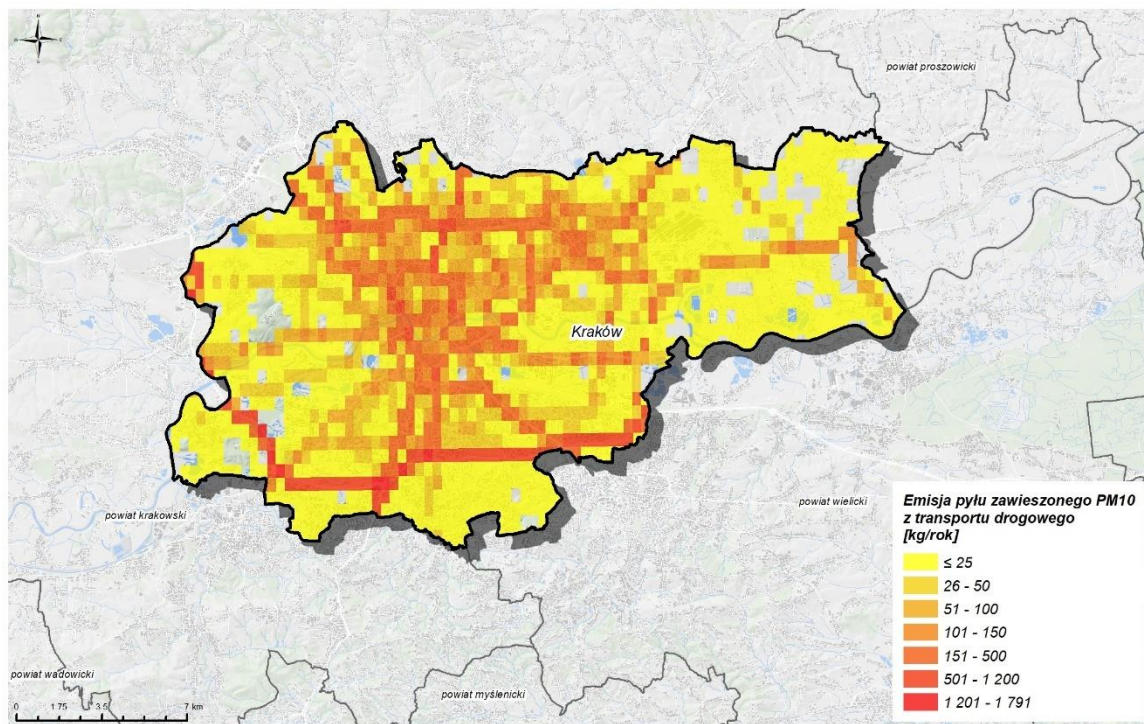 powiat proszowicki
Kraków
powiat krakowski
powiat wielicki
powiat wadowicki
powiat myślenicki
0 1.75 3.5 7 km
Emisja pyłu zawieszonego PM10
z transportu drogowego
[kg/rok]
≤ 25
26 - 50
51 - 100
101 - 150
151 - 500
501 - 1 200
1 201 - 1 791